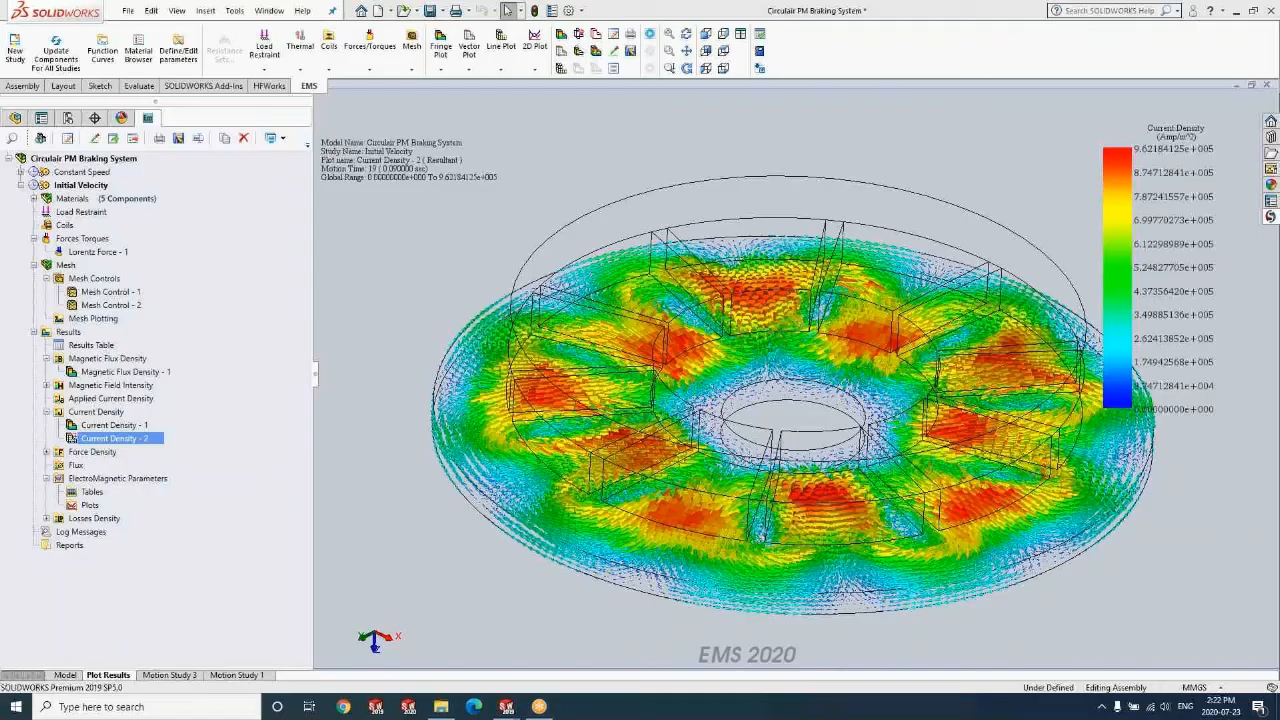 SOLIDWORKS
File Edit View Insert Tools Window Help
Circulair PM Braking System *
Search SOLIDWORKS Help
New Study
Update Components For All Studies
Function Curves
Material Browser
Define/Edit parameters
Resistance Sets...
Load Restraint
Thermal
Coils
Forces/Torques
Mesh
Fringe Plot
Vector Plot
Line Plot
2D Plot
Assembly Layout Sketch Evaluate SOLIDWORKS Add-Ins HFWorks EMS
Circulair PM Braking System
Constant Speed
Initial Velocity
Materials (5 Components)
Load Restraint
Coils
Forces Torques
Lorentz Force - 1
Mesh
Mesh Controls
Mesh Control - 1
Mesh Control - 2
Mesh Plotting
Results
Results Table
Magnetic Flux Density
Magnetic Flux Density - 1
Magnetic Field Intensity
Applied Current Density
Current Density
Current Density - 1
Current Density - 2
Force Density
Flux
ElectroMagnetic Parameters
Tables
Plots
Losses Density
Log Messages
Reports
Model Name: Circulair PM Braking System
Study Name: Initial Velocity
Plot name: Current Density - 2 ( Resultant )
Motion Time: 19 ( 0.090000 sec)
Global Range: 0.00000000e+000 To 9.62184125e+005
Current Density
(Amp/m^2)
9.62184125e+005
8.74712841e+005
7.87241557e+005
6.99770273e+005
6.12298989e+005
5.24827705e+005
4.37356420e+005
3.49885136e+005
2.62413852e+005
1.74942568e+005
8.74712841e+004
0.00000000e+000
X
Z
EMS 2020
Model Plot Results Motion Study 3 Motion Study 1
SOLIDWORKS Premium 2019 SP5.0
Under Defined Editing Assembly MMGS
Type here to search
ENG
2:22 PM
2020-07-23